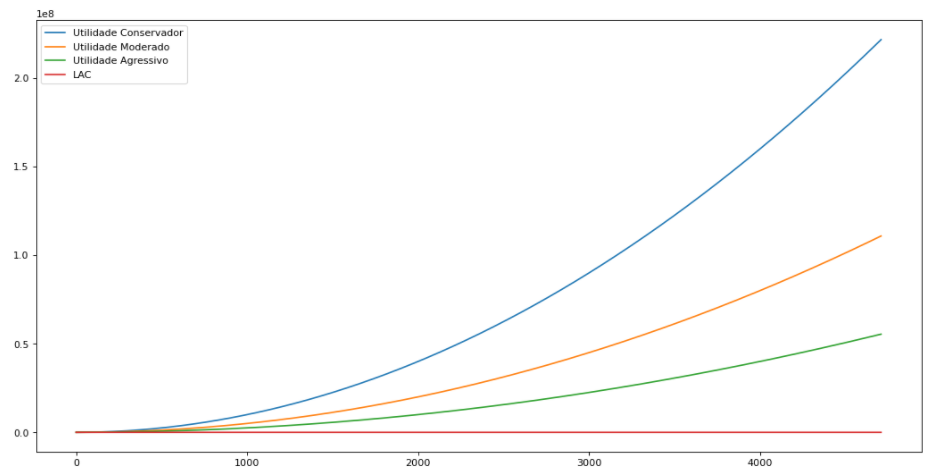 1e8
Utilidade Conservador
Utilidade Moderado
Utilidade Agressivo
LAC
2.0
1.5
1.0
0.5
0.0
0 1000 2000 3000 4000